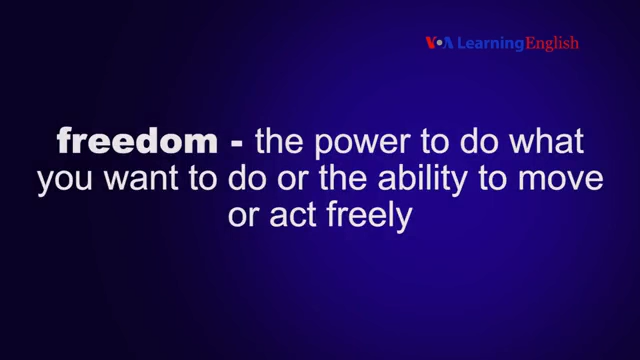 VOA Learning English
freedom - the power to do what
you want to do or the ability to move
or act freely